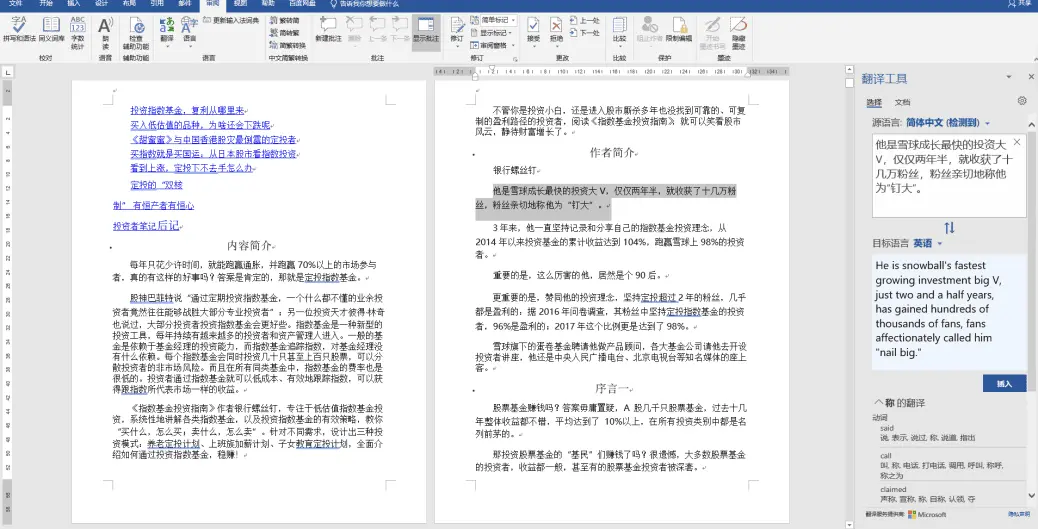 文件 开始 插入 设计 布局 引用 邮件 审阅 视图 帮助 百度网盘 告诉我你想要做什么 共享
拼写和语法 同义词库 字数统计 朗读 检查辅助功能 翻译 语言 更新输入法词典 繁转简 简转繁 简繁转换 新建批注 删除 上一条 下一条 显示批注 修订 简单标记 显示标记 审阅窗格 接受 拒绝 上一处 下一处 比较 阻止作者 限制编辑 开始墨迹书写 隐藏墨迹
校对 语音 辅助功能 语言 中文简繁转换 批注 修订 更改 比较 保护 墨迹
投资指数基金,复利从哪里来
买入低估值的品种,为啥还会下跌呢
《甜蜜蜜》与中国香港股灾最倒霉的定投者
买指数就是买国运,从日本股市看指数投资
看到上涨,定投下不去手怎么办
定投的“双核
制”有恒产者有恒心
投资者笔记后记
内容简介
每年只花少许时间,就能跑赢通胀,并跑赢 70%以上的市场参与
者,真的有这样的好事吗?答案是肯定的,那就是定投指数基金。
股神巴菲特说“通过定期投资指数基金,一个什么都不懂的业余投
资者竟然往往能够战胜大部分专业投资者”;另一位投资天才彼得·林奇
也说过,大部分投资者投资指数基金会更好些。指数基金是一种新型的
投资工具,每年持续有越来越多的投资者和资产管理人进入。一般的基
金是依赖于基金经理的投资能力,而指数基金追踪指数,对基金经理没
有什么依赖。每个指数基金会同时投资几十只甚至上百只股票,可以分
散投资者的非市场风险。而且在所有同类基金中,指数基金的费率也是
很低的,投资者通过指数基金就可以低成本、有效地跟踪指数,可以获
得跟指数所代表市场一样的收益。
《指数基金投资指南》作者银行螺丝钉,专注于低估值指数基金投
资,系统性地讲解各类指数基金,以及投资指数基金的有效策略,教你
“买什么,怎么买;卖什么,怎么卖”。针对不同需求,设计出三种投
资模式:养老定投计划、上班族加薪计划、子女教育定投计划,全面介
绍如何通过投资指数基金,稳赚!
不管你是投资小白,还是进入股市厮杀多年也没找到可靠的、可复
制的盈利路径的投资者,阅读《指数基金投资指南》就可以笑看股市
风云,静待财富增长了。
作者简介
银行螺丝钉
他是雪球成长最快的投资大 V,仅仅两年半,就收获了十几万粉
丝,粉丝亲切地称他为“钉大”。
3 年来,他一直坚持记录和分享自己的指数基金投资理念,从
2014 年以来投资基金的累计收益达到 104%,跑赢雪球上 98%的投资
者。
重要的是,这么厉害的他,居然是个 90 后。
更重要的是,赞同他的投资理念,坚持定投超过 2 年的粉丝,几乎
都是盈利的:据 2016 年问卷调查,其粉丝中坚持定投指数基金的投资
者,96%是盈利的;2017 年这个比例更是达到了 98%。
雪球旗下的蛋卷基金聘请他做产品顾问,各大基金公司请他去开设
投资者讲座,他还是中央人民广播电台、北京电视台等知名媒体的座上
客。
序言一
股票基金赚钱吗?答案毋庸置疑,A 股几千只股票基金,过去十几
年整体收益都不错,平均达到了 10%以上,在所有投资类别中都是名
列前茅的。
那投资股票基金的“基民”们赚钱了吗?很遗憾,大多数股票基金
的投资者,收益都一般,甚至有的股票基金投资者被深套。
翻译工具
选择 文档
源语言: 简体中文 (检测到)
他是雪球成长最快的投资大
V,仅仅两年半,就收获了十
几万粉丝,粉丝亲切地称他
为“钉大”。
目标语言 英语
He is snowball's fastest
growing investment big V,
just two and a half years,
has gained hundreds of
thousands of fans, fans
affectionately called him
"nail big."
插入
称 的翻译
动词
said
说, 表示, 说过, 称, 说道, 指出
call
叫, 称, 电话, 打电话, 调用, 呼叫, 称呼,
称之为
claimed
声称, 宣称, 称, 自称, 认领, 夺
翻译服务提供商: Microsoft 隐私声明